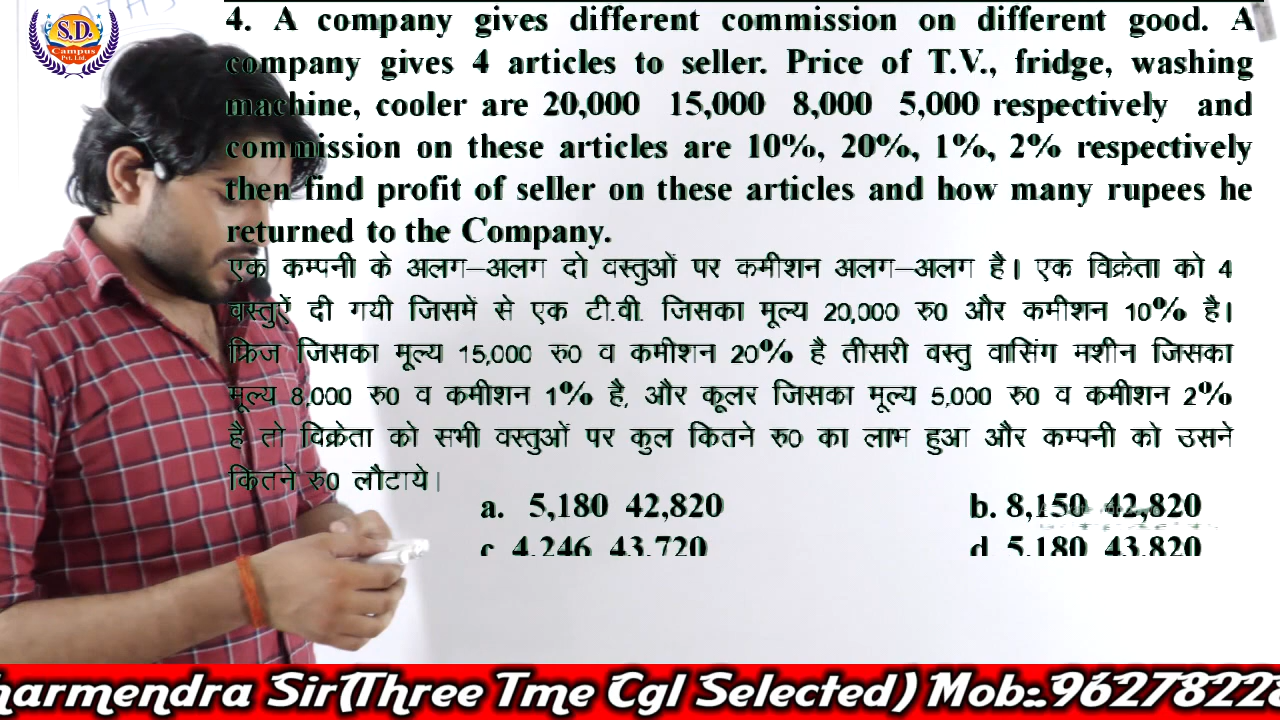 S.D.
Campus
Pvt. Ltd.
4. A company gives different commission on different good. A
company gives 4 articles to seller. Price of T.V., fridge, washing
machine, cooler are 20,000 15,000 8,000 5,000 respectively and
commission on these articles are 10%, 20%, 1%, 2% respectively
then find profit of seller on these articles and how many rupees he
returned to the Company.
एक कम्पनी के अलग–अलग दो वस्तुओं पर कमीशन अलग–अलग है। एक विक्रेता को 4
वस्तुऐं दी गयी जिसमें से एक टी.वी. जिसका मूल्य 20,000 रु0 और कमीशन 10% है।
फ्रिज जिसका मूल्य 15,000 रु0 व कमीशन 20% है तीसरी वस्तु वासिंग मशीन जिसका
मूल्य 8,000 रु0 व कमीशन 1% है, और कूलर जिसका मूल्य 5,000 रु0 व कमीशन 2%
है तो विक्रेता को सभी वस्तुओं पर कुल कितने रु0 का लाभ हुआ और कम्पनी को उसने
कितने रु0 लौटाये।
a. 5,180 42,820 b. 8,150 42,820
c 4.246 43.720 d 5.180 43.820
harmendra Sir(Three Tme Cgl Selected) Mob:.9627822